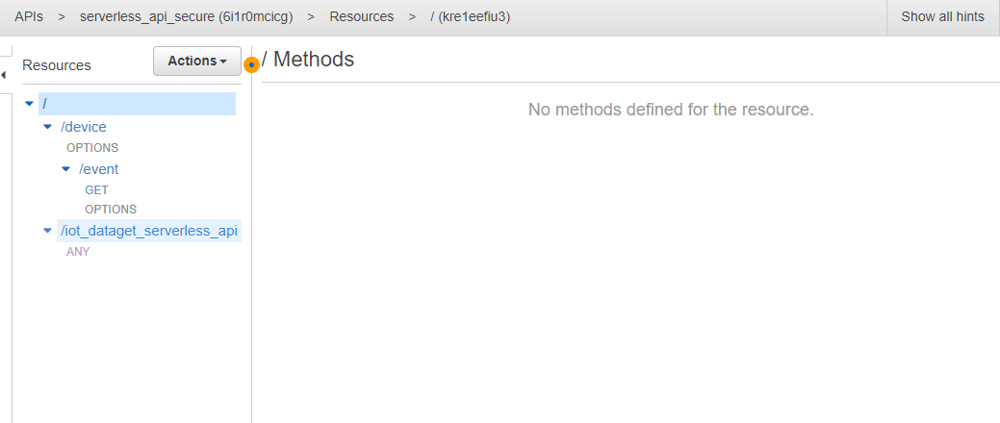 APIs > serverless_api_secure (6i1r0mcicg) > Resources > / (kre1eefiu3) Show all hints
Resources Actions
/ Methods
No methods defined for the resource.
/
/device
OPTIONS
/event
GET
OPTIONS
/iot_dataget_serverless_api
ANY